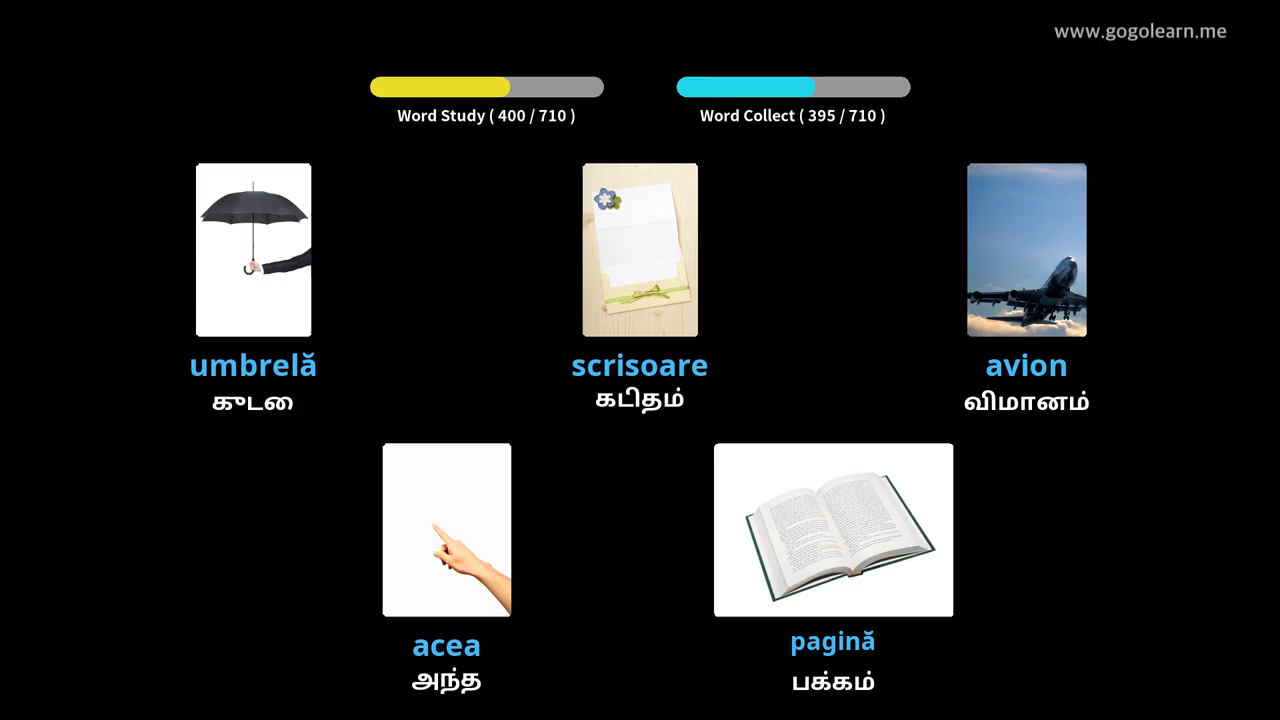 www.gogolearn.me
Word Study ( 400 / 710 )
Word Collect ( 395 / 710 )
umbrelă
scrisoare
avion
குடை
கடிதம்
விமானம்
acea
pagină
அந்த
பக்கம்